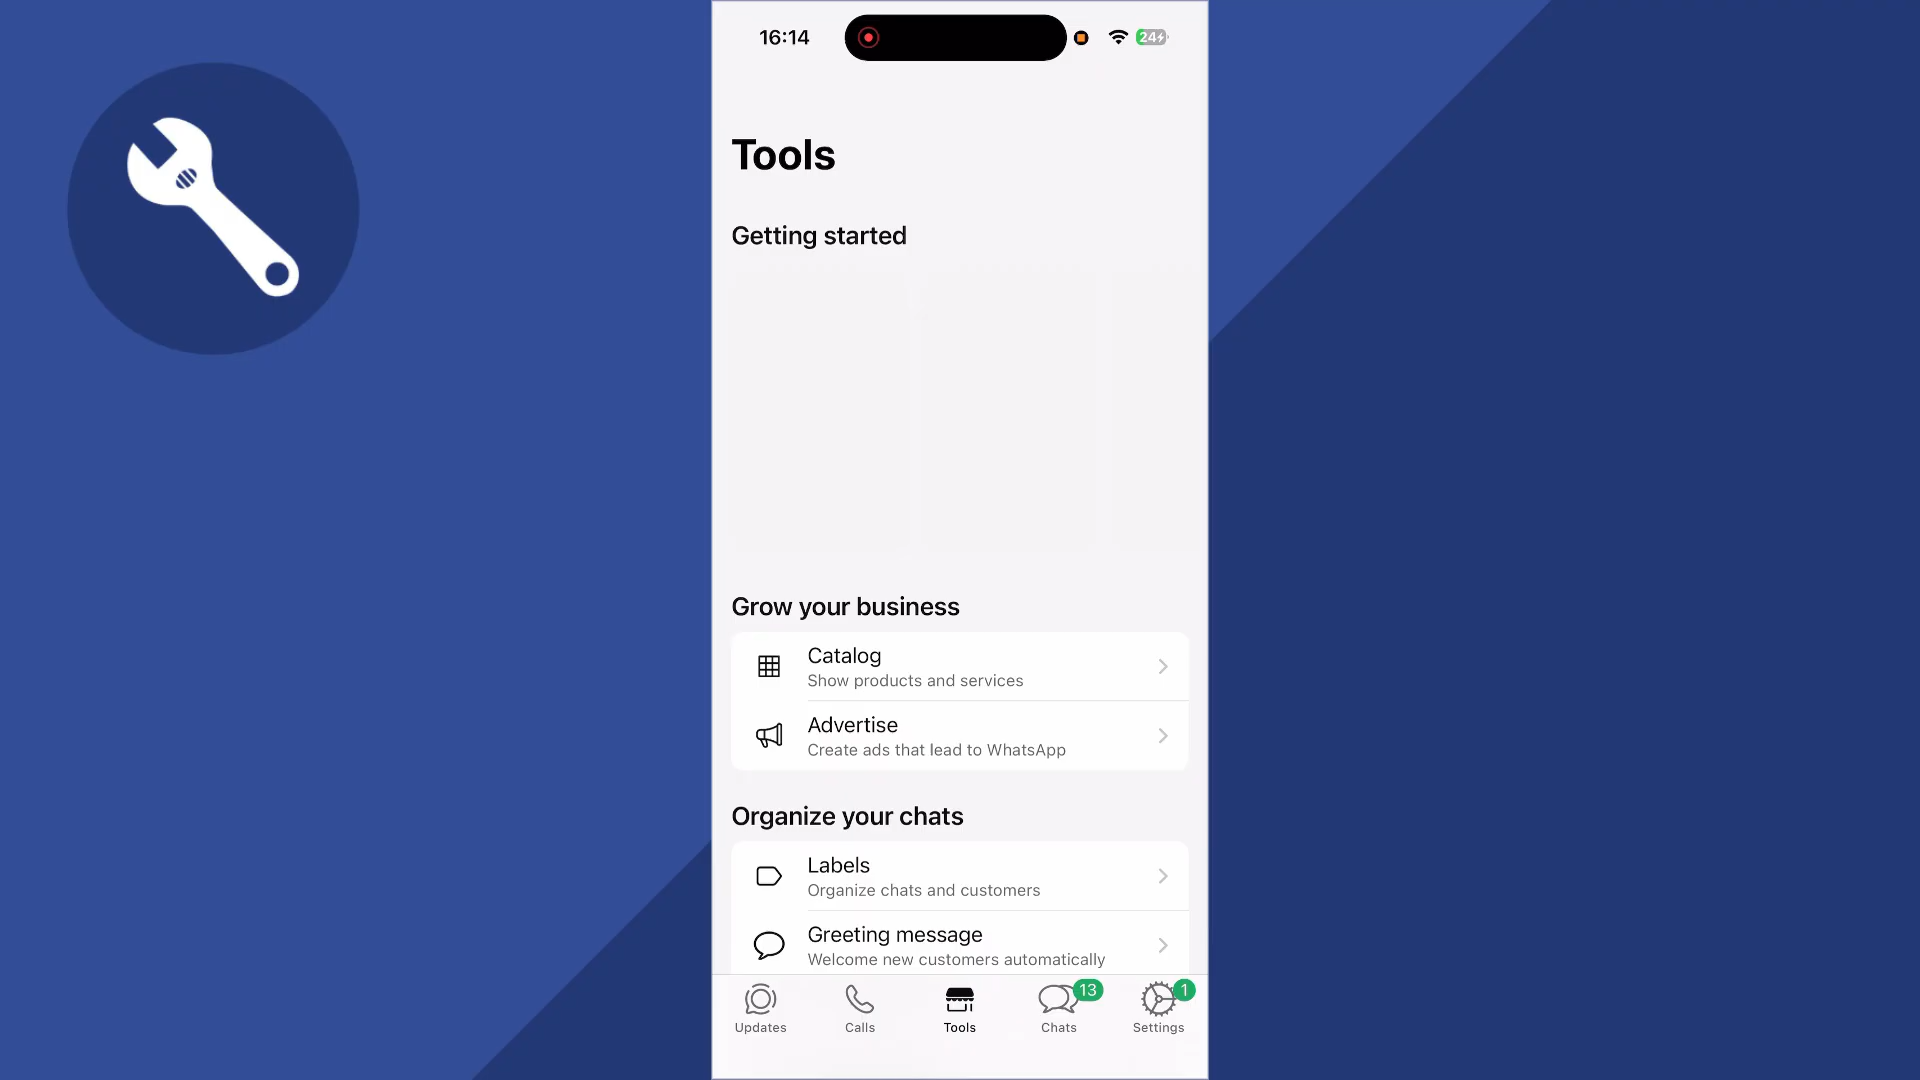 16:14
24
Tools
Getting started
Grow your business
Catalog
Show products and services
Advertise
Create ads that lead to WhatsApp
Organize your chats
Labels
Organize chats and customers
Greeting message
Welcome new customers automatically
13
1
Updates
Calls
Tools
Chats
Settings